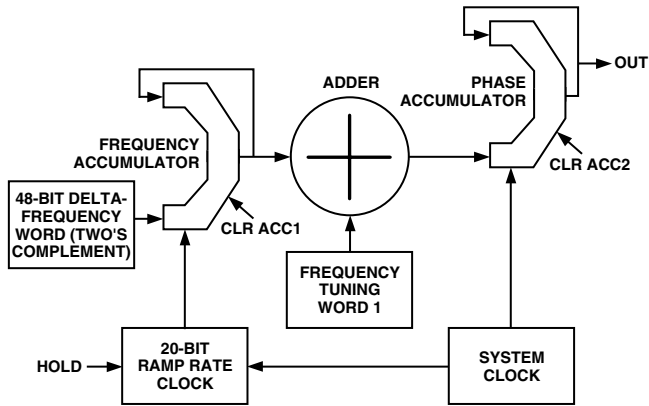 OUT
ADDER
PHASE
ACCUMULATOR
FREQUENCY
ACCUMULATOR
CLR ACC2
48-BIT DELTA-
FREQUENCY
WORD (TWO'S
COMPLEMENT)
CLR ACC1
FREQUENCY
TUNING
WORD 1
HOLD
20-BIT
RAMP RATE
CLOCK
SYSTEM
CLOCK